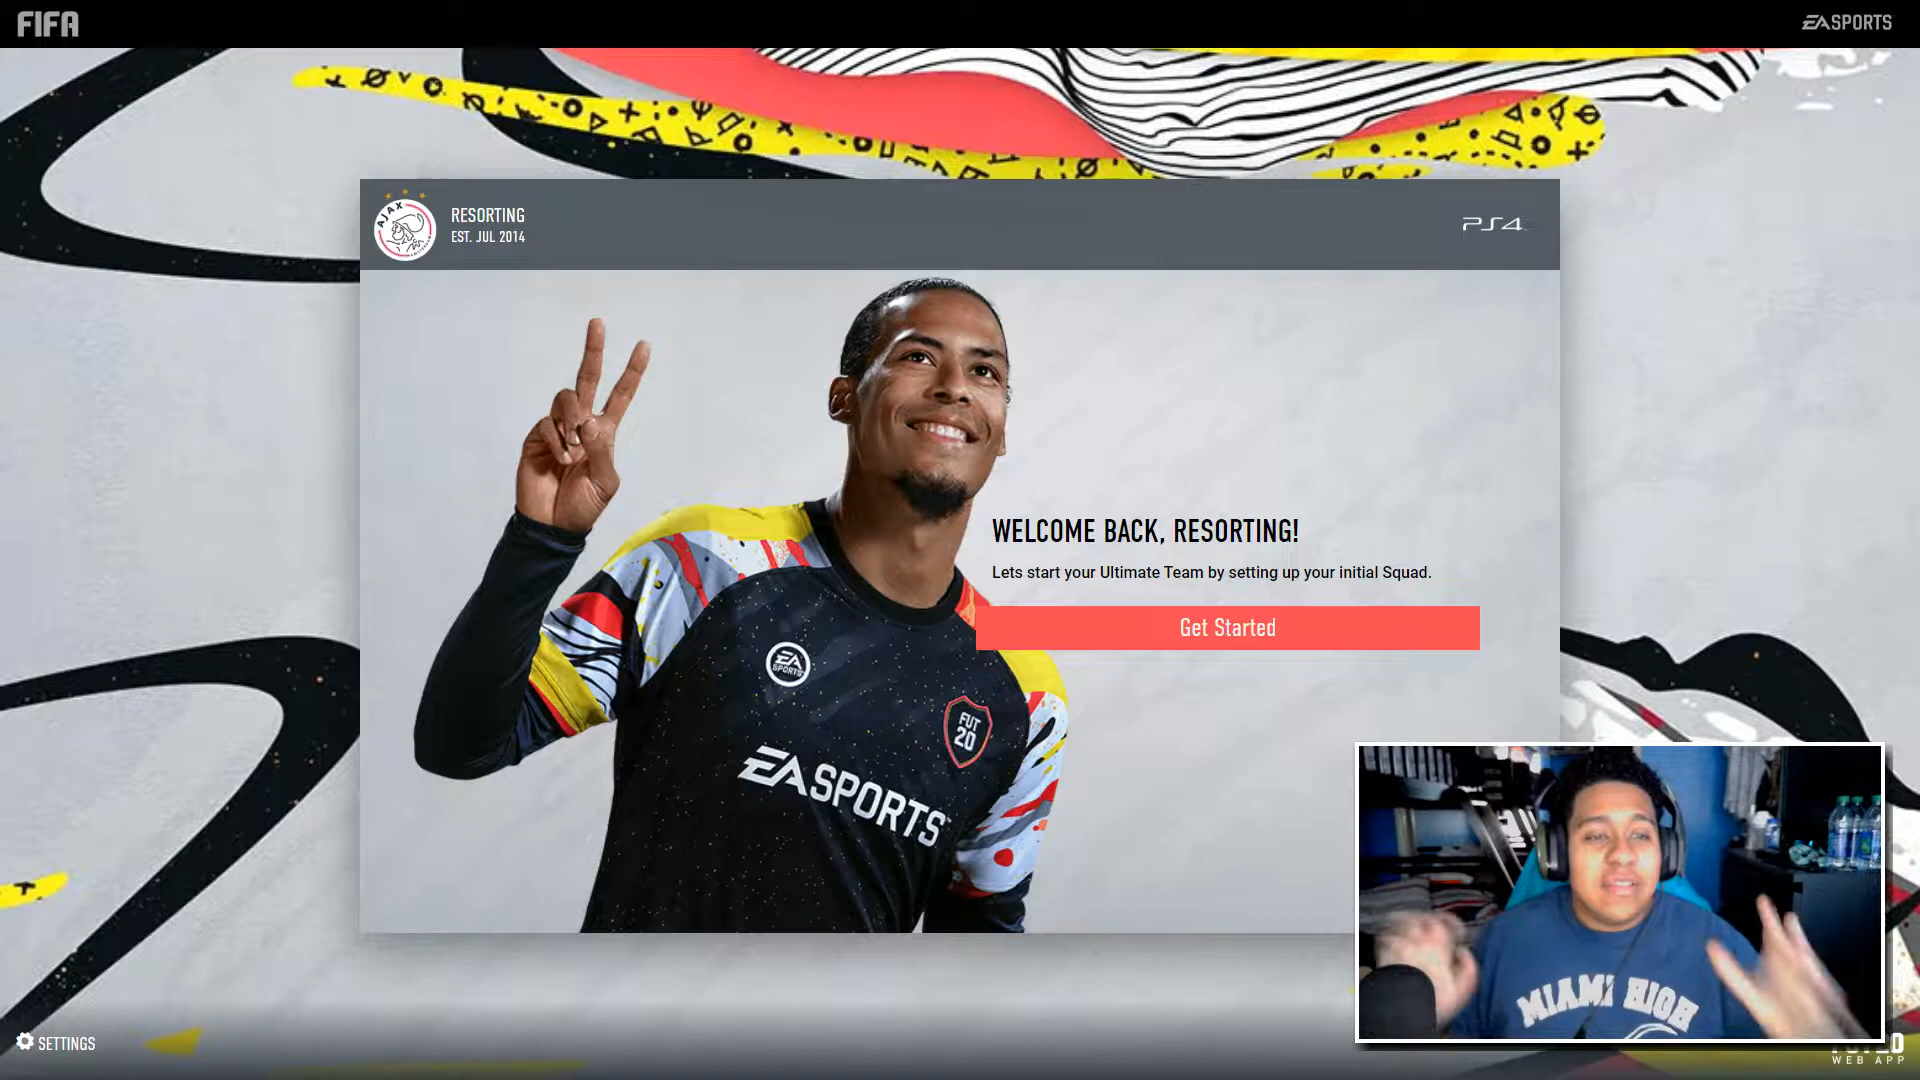 FIFA
EA SPORTS
AJAX
RESORTING
EST. JUL 2014
PS4
WELCOME BACK, RESORTING!
Lets start your Ultimate Team by setting up your initial Squad.
Get Started
EA
SPORTS
FUT
20
EA SPORTS
MIAMI HIGH
SETTINGS
WEB APP